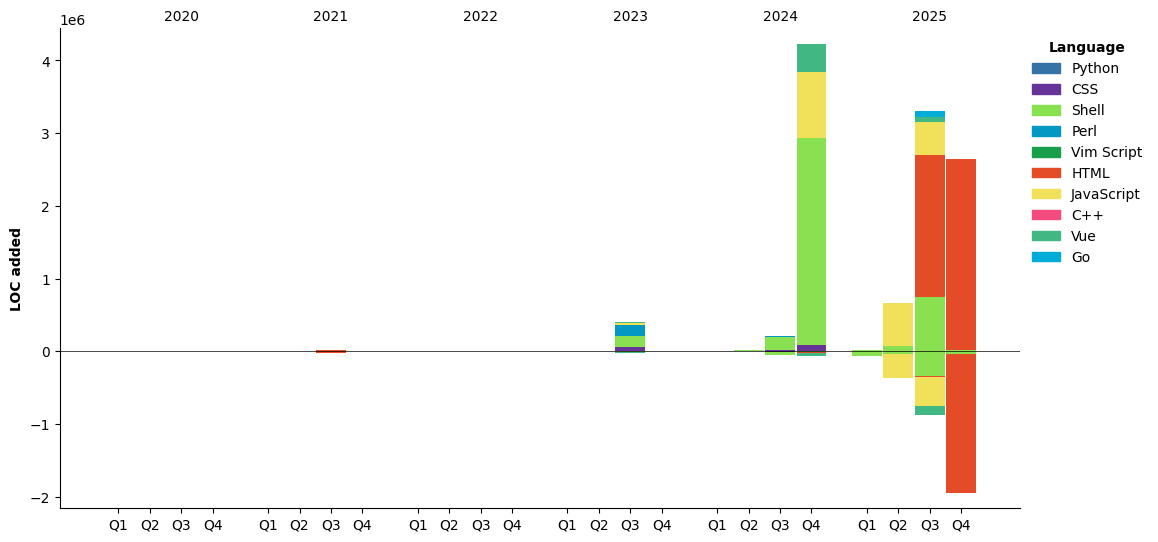 1e6
2020 2021 2022 2023 2024 2025
Language
Python
CSS
Shell
Perl
Vim Script
HTML
JavaScript
C++
Vue
Go
LOC added
4
3
2
1
0
−1
−2
Q1 Q2 Q3 Q4 Q1 Q2 Q3 Q4 Q1 Q2 Q3 Q4 Q1 Q2 Q3 Q4 Q1 Q2 Q3 Q4 Q1 Q2 Q3 Q4